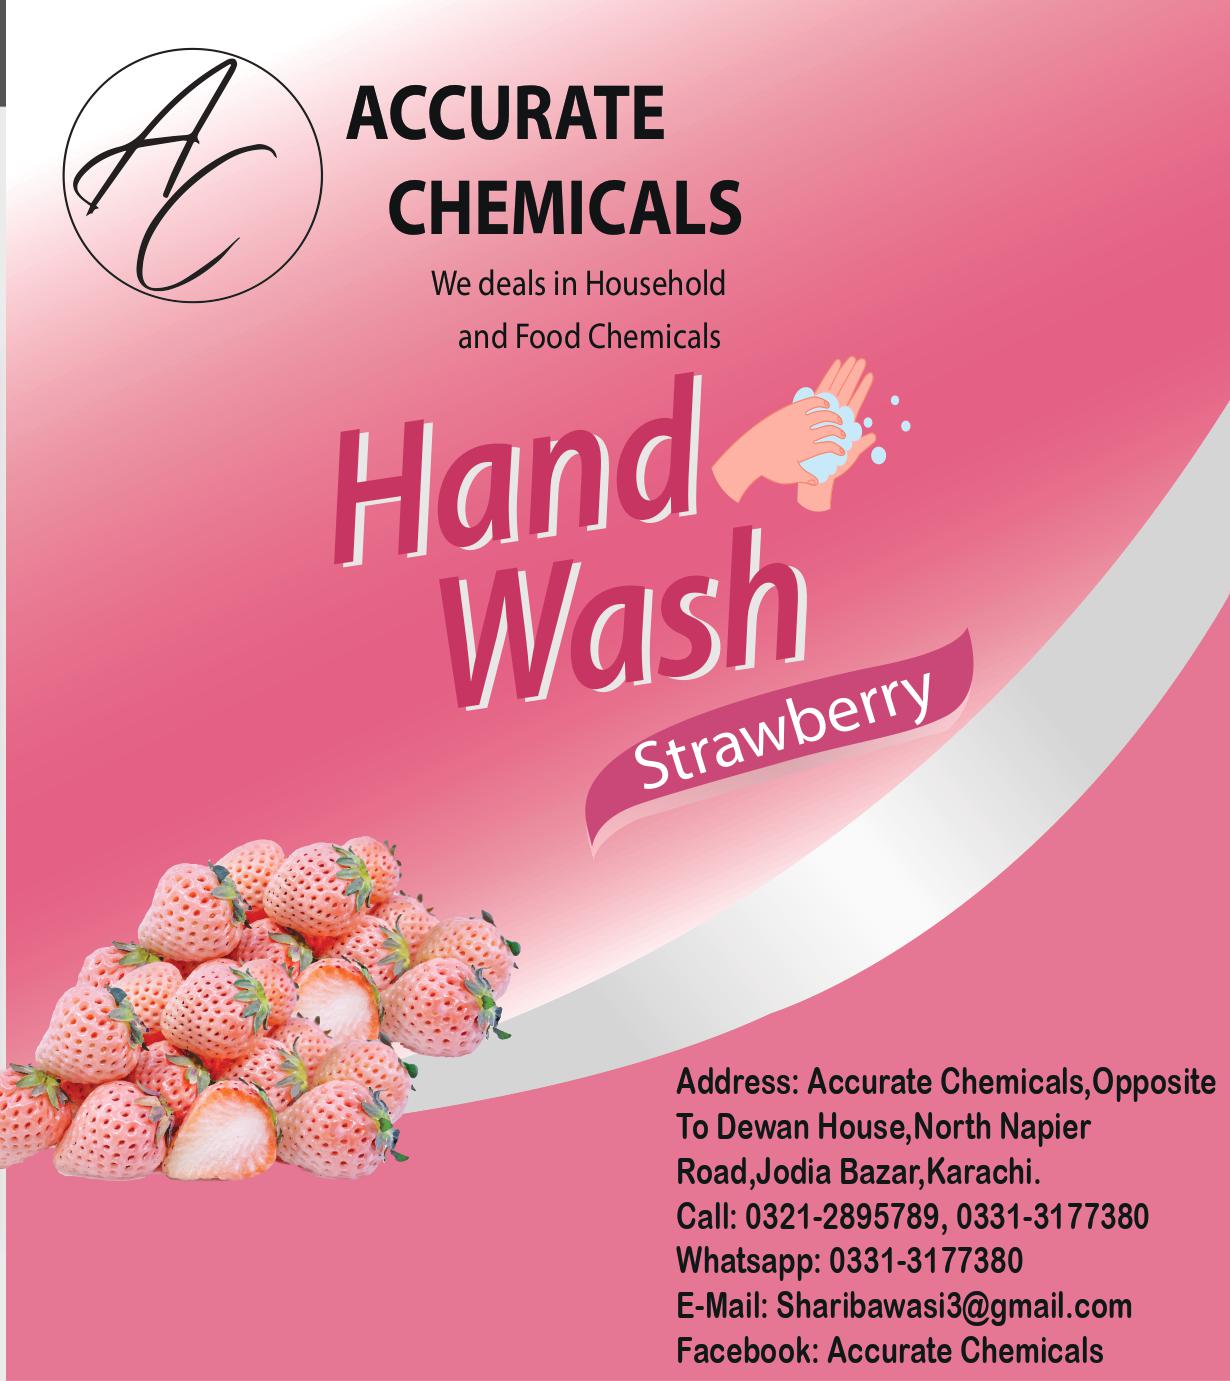 AC
ACCURATE
CHEMICALS
We deals in Household
and Food Chemicals
Hand
Wash
Strawberry
Address: Accurate Chemicals,Opposite
To Dewan House,North Napier
Road,Jodia Bazar,Karachi.
Call: 0321-2895789, 0331-3177380
Whatsapp: 0331-3177380
E-Mail: Sharibawasi3@gmail.com
Facebook: Accurate Chemicals